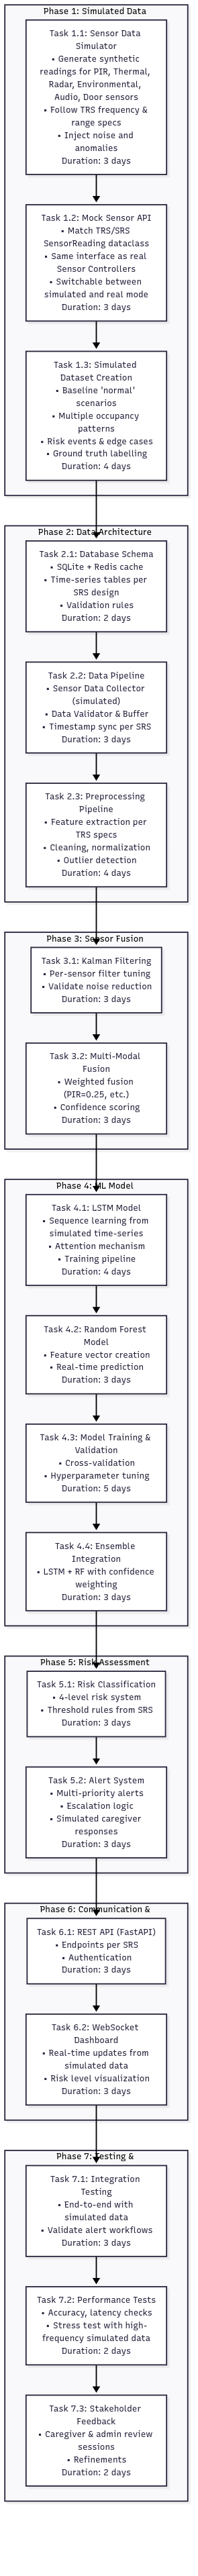 Phase 1: Simulated Data
Task 1.1: Sensor Data
Simulator
• Generate synthetic
readings for PIR, Thermal,
Radar, Environmental,
Audio, Door sensors
• Follow TRS frequency &
range specs
• Inject noise and
anomalies
Duration: 3 days
Task 1.2: Mock Sensor API
• Match TRS/SRS
SensorReading dataclass
• Same interface as real
Sensor Controllers
• Switchable between
simulated and real mode
Duration: 3 days
Task 1.3: Simulated
Dataset Creation
• Baseline 'normal'
scenarios
• Multiple occupancy
patterns
• Risk events & edge cases
• Ground truth labelling
Duration: 4 days
Phase 2: Data Architecture
Task 2.1: Database Schema
• SQLite + Redis cache
• Time-series tables per
SRS design
• Validation rules
Duration: 2 days
Task 2.2: Data Pipeline
• Sensor Data Collector
(simulated)
• Data Validator & Buffer
• Timestamp sync per SRS
Duration: 3 days
Task 2.3: Preprocessing
Pipeline
• Feature extraction per
TRS specs
• Cleaning, normalization
• Outlier detection
Duration: 4 days
Phase 3: Sensor Fusion
Task 3.1: Kalman Filtering
• Per-sensor filter tuning
• Validate noise reduction
Duration: 3 days
Task 3.2: Multi-Modal
Fusion
• Weighted fusion
(PIR=0.25, etc.)
• Confidence scoring
Duration: 3 days
Phase 4: ML Model
Task 4.1: LSTM Model
• Sequence learning from
simulated time-series
• Attention mechanism
• Training pipeline
Duration: 4 days
Task 4.2: Random Forest
Model
• Feature vector creation
• Real-time prediction
Duration: 3 days
Task 4.3: Model Training &
Validation
• Cross-validation
• Hyperparameter tuning
Duration: 5 days
Task 4.4: Ensemble
Integration
• LSTM + RF with confidence
weighting
Duration: 3 days
Phase 5: Risk Assessment
Task 5.1: Risk Classification
• 4-level risk system
• Threshold rules from SRS
Duration: 3 days
Task 5.2: Alert System
• Multi-priority alerts
• Escalation logic
• Simulated caregiver
responses
Duration: 3 days
Phase 6: Communication &
Task 6.1: REST API (FastAPI)
• Endpoints per SRS
• Authentication
Duration: 3 days
Task 6.2: WebSocket
Dashboard
• Real-time updates from
simulated data
• Risk level visualization
Duration: 3 days
Phase 7: Testing &
Task 7.1: Integration
Testing
• End-to-end with
simulated data
• Validate alert workflows
Duration: 3 days
Task 7.2: Performance Tests
• Accuracy, latency checks
• Stress test with high-
frequency simulated data
Duration: 2 days
Task 7.3: Stakeholder
Feedback
• Caregiver & admin review
sessions
• Refinements
Duration: 2 days